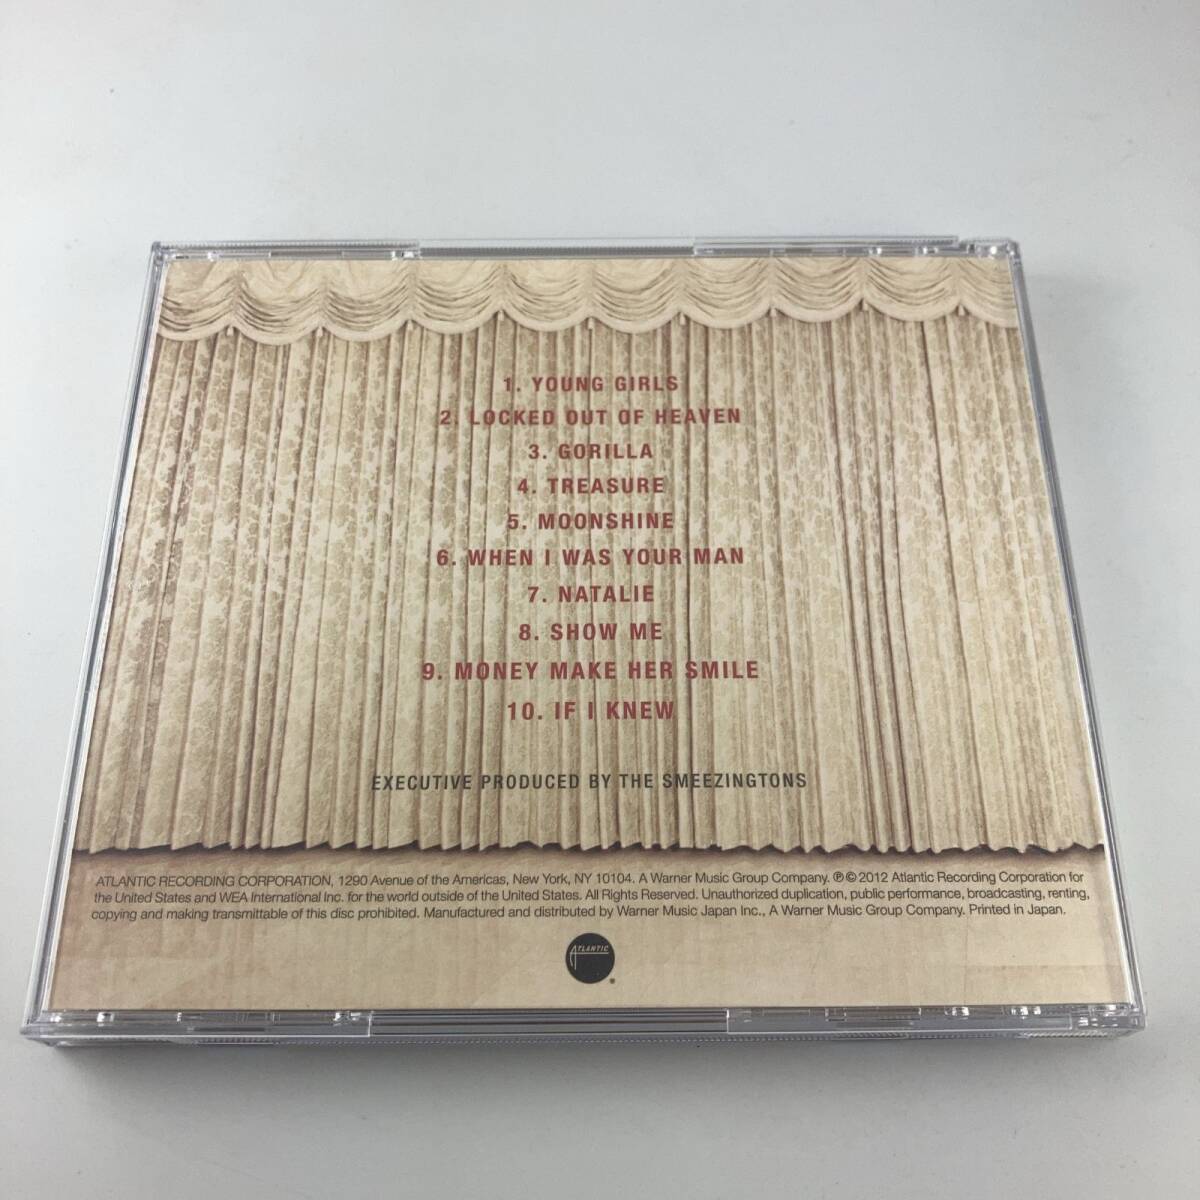 1. YOUNG GIRLS
2. LOCKED OUT OF HEAVEN
3. GORILLA
4. TREASURE
5. MOONSHINE
6. WHEN I WAS YOUR MAN
7. NATALIE
8. SHOW ME
9. MONEY MAKE HER SMILE
10. IF I KNEW
EXECUTIVE PRODUCED BY THE SMEEZINGTONS
ATLANTIC RECORDING CORPORATION, 1290 Avenue of the Americas, New York, NY 10104. A Warner Music Group Company. ℗© 2012 Atlantic Recording Corporation for
the United States and WEA International Inc. for the world outside of the United States. All Rights Reserved. Unauthorized duplication, public performance, broadcasting, renting,
copying and making transmittable of this disc prohibited. Manufactured and distributed by Warner Music Japan Inc., A Warner Music Group Company. Printed in Japan.
ATLANTIC